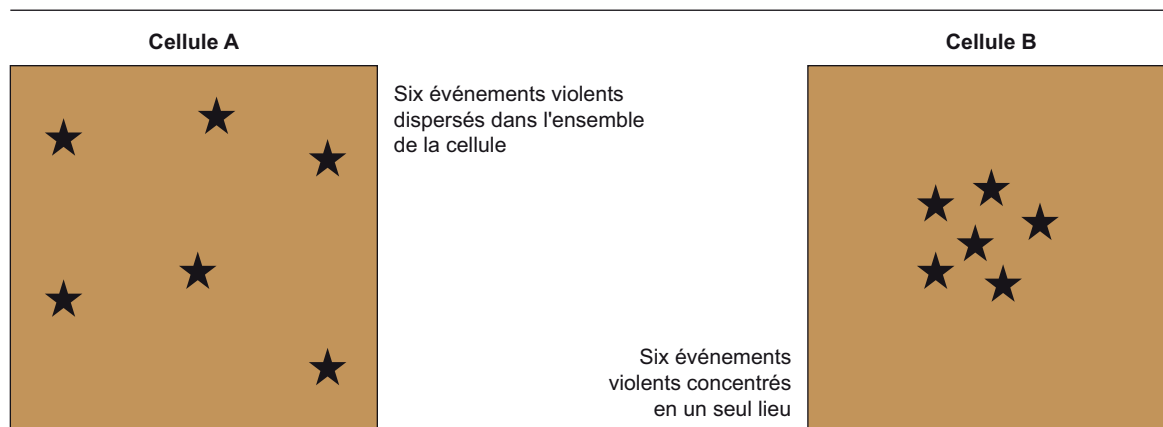 Cellule A
Cellule B
Six événements violents
dispersés dans l'ensemble
de la cellule
Six événements
violents concentrés
en un seul lieu